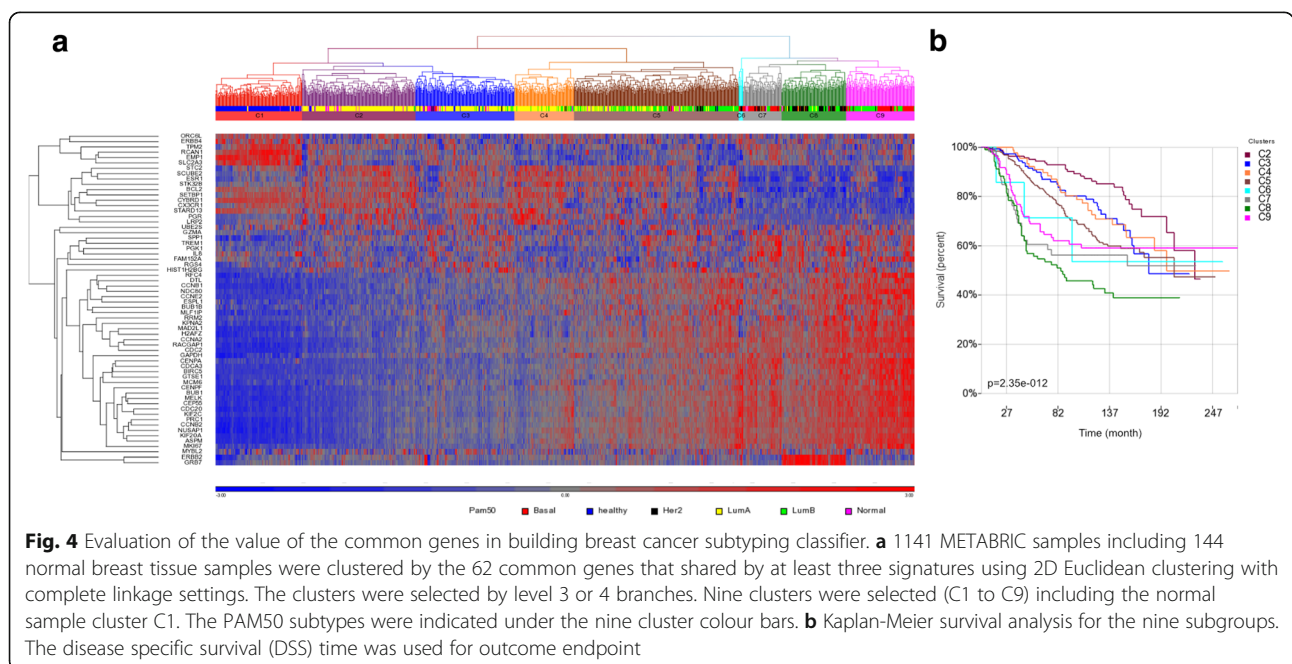 a
b
C1 C2 C3 C4 C5 C6 C7 C8 C9
ORC6L
ERBB4
TPM2
RCAN1
EMP1
SLC2A3
STC2
SCUBE2
ESR1
STK32B
BCL2
SETBP1
CYBRD1
CX3CR1
STARD13
PGR
LRP2
UBE2S
GZMA
SPP1
TREM1
PGK1
IL8
FAM152A
RGS4
HIST1H2BG
RFC4
DTL
CCNB1
NDC80
CCNE2
ESPL1
BUB1B
MLF1IP
RRM2
KPNA2
MAD2L1
H2AFZ
CCNA2
RACGAP1
CDC2
GAPDH
CENPA
CDCA3
BIRC5
GTSE1
MCM6
CENPF
BUB1
MELK
CEP55
CDC20
KIF2C
PRC1
CCNB2
NUSAP1
KIF20A
ASPM
MKI67
MYBL2
ERBB2
GRB7
-3.00 0.00 3.00
Pam50 Basal healthy Her2 LumA LumB Normal
Clusters
C2
C3
C4
C5
C6
C7
C8
C9
100%
80%
60%
40%
20%
0%
Survival (percent)
p=2.35e-012
27 82 137 192 247
Time (month)
Fig. 4 Evaluation of the value of the common genes in building breast cancer subtyping classifier. a 1141 METABRIC samples including 144
normal breast tissue samples were clustered by the 62 common genes that shared by at least three signatures using 2D Euclidean clustering with
complete linkage settings. The clusters were selected by level 3 or 4 branches. Nine clusters were selected (C1 to C9) including the normal
sample cluster C1. The PAM50 subtypes were indicated under the nine cluster colour bars. b Kaplan-Meier survival analysis for the nine subgroups.
The disease specific survival (DSS) time was used for outcome endpoint